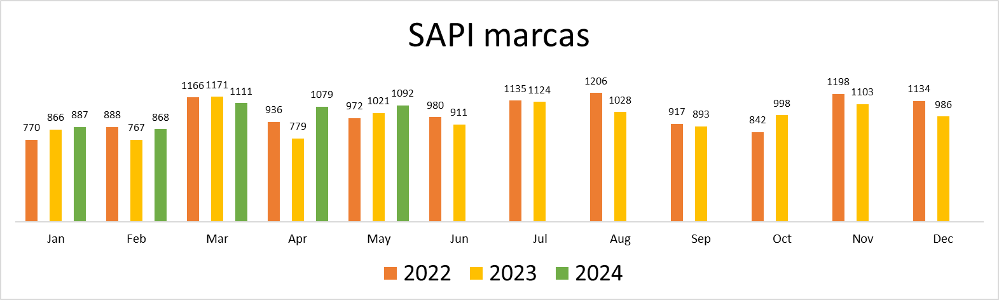 SAPI marcas
770 866 887 888 767 868 1166 1171 1111 936 779 1079 972 1021 1092 980 911 1135 1124 1206 1028 917 893 842 998 1198 1103 1134 986
Jan Feb Mar Apr May Jun Jul Aug Sep Oct Nov Dec
2022 2023 2024